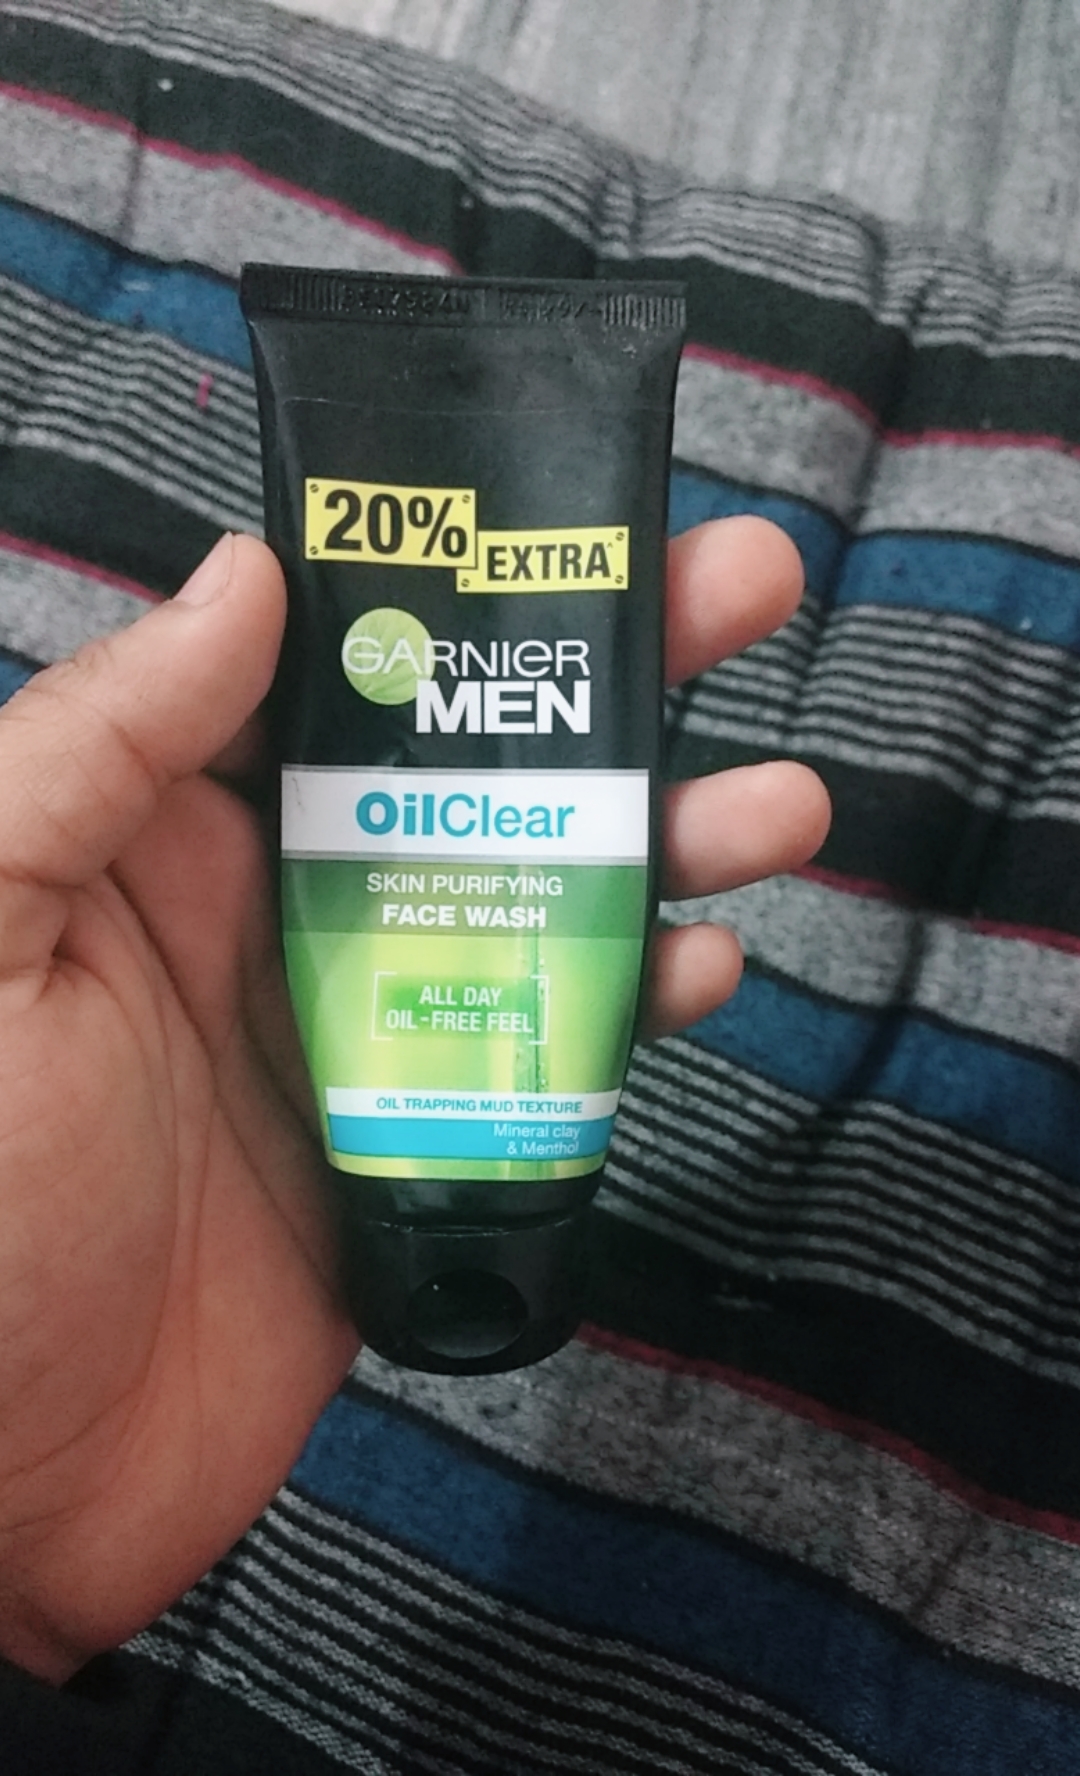 20%
EXTRA^
GARNIER
MEN
OilClear
SKIN PURIFYING
FACE WASH
ALL DAY
OIL-FREE FEEL
OIL TRAPPING MUD TEXTURE
Mineral clay
& Menthol